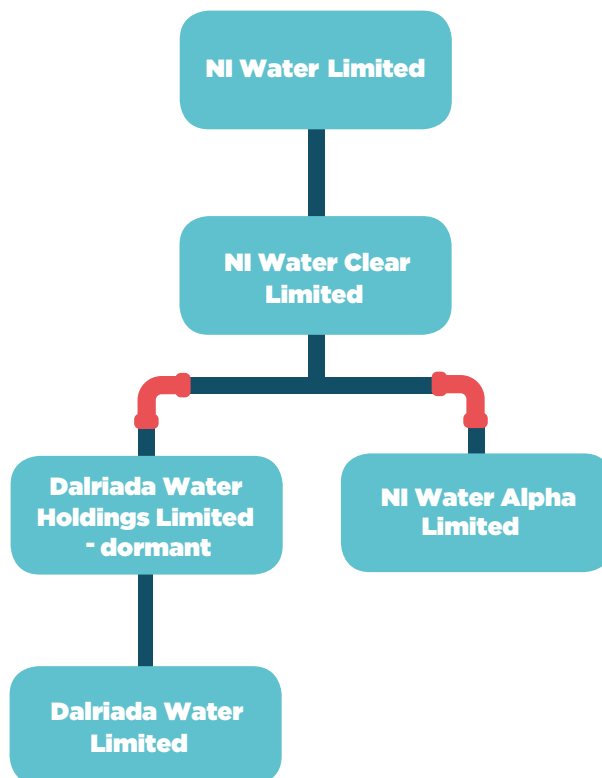 NI Water Limited
NI Water Clear
Limited
Dalriada Water
Holdings Limited
- dormant
NI Water Alpha
Limited
Dalriada Water
Limited